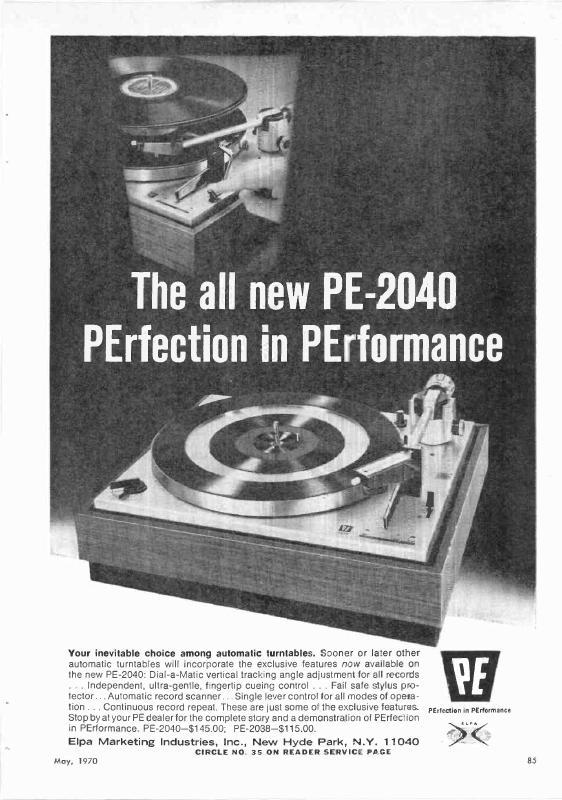 The all new PE-2040
PErfection in PErformance
PE
Your inevitable choice among automatic turntables. Sooner or later other
automatic turntables will incorporate the exclusive features now available on
the new PE-2040: Dial-a-Matic vertical tracking angle adjustment for all records
. . . Independent, ultra-gentle, fingertip cueing control . . . Fail safe stylus pro-
tector . . . Automatic record scanner . . . Single lever control for all modes of opera-
tion . . . Continuous record repeat. These are just some of the exclusive features.
Stop by at your PE dealer for the complete story and a demonstration of PErfection
in PErformance. PE-2040—$145.00; PE-2038—$115.00.
Elpa Marketing Industries, Inc., New Hyde Park, N.Y. 11040
CIRCLE NO. 35 ON READER SERVICE PAGE
PE
PErfection in PErformance
ELPA
May, 1970
85